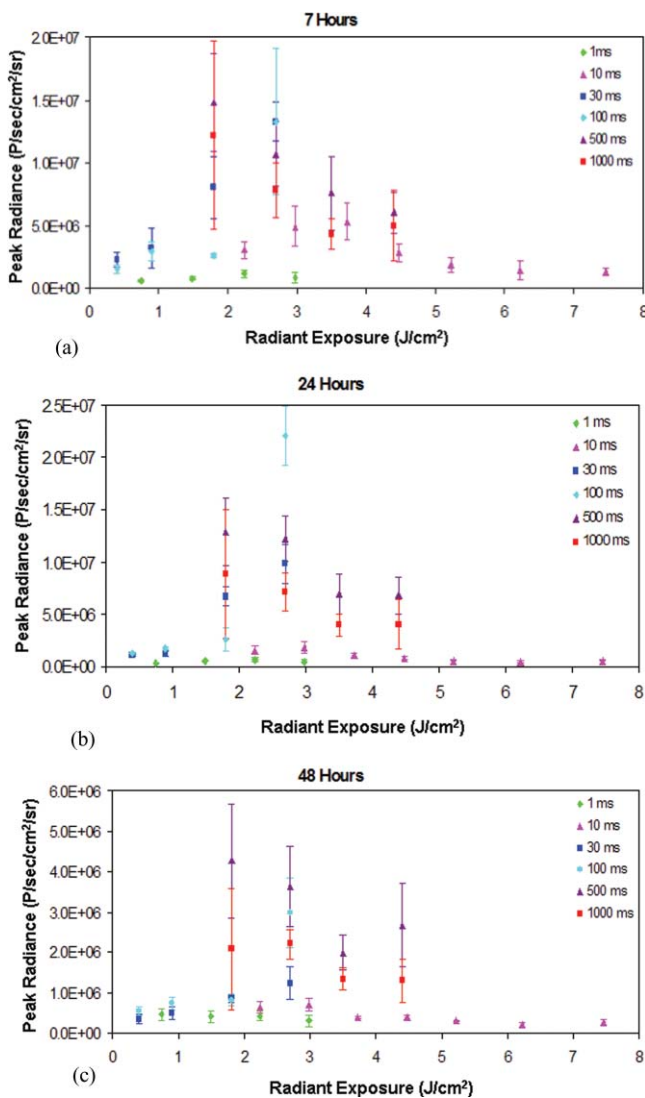 7 Hours
2.0E+07
1.5E+07
1.0E+07
5.0E+06
0.0E+00
Peak Radiance (P/sec/cm²/sr)
1ms
10 ms
30 ms
100 ms
500 ms
1000 ms
0 1 2 3 4 5 6 7 8
Radiant Exposure (J/cm²)
(a)
24 Hours
2.5E+07
2.0E+07
1.5E+07
1.0E+07
5.0E+06
0.0E+00
Peak Radiance (P/sec/cm²/sr)
1 ms
10 ms
30 ms
100 ms
500 ms
1000 ms
0 1 2 3 4 5 6 7 8
Radiant Exposure (J/cm²)
(b)
48 Hours
6.0E+06
5.0E+06
4.0E+06
3.0E+06
2.0E+06
1.0E+06
0.0E+00
Peak Radiance (P/sec/cm²/sr)
1 ms
10 ms
30 ms
100 ms
500 ms
1000 ms
0 1 2 3 4 5 6 7 8
Radiant Exposure (J/cm²)
(c)